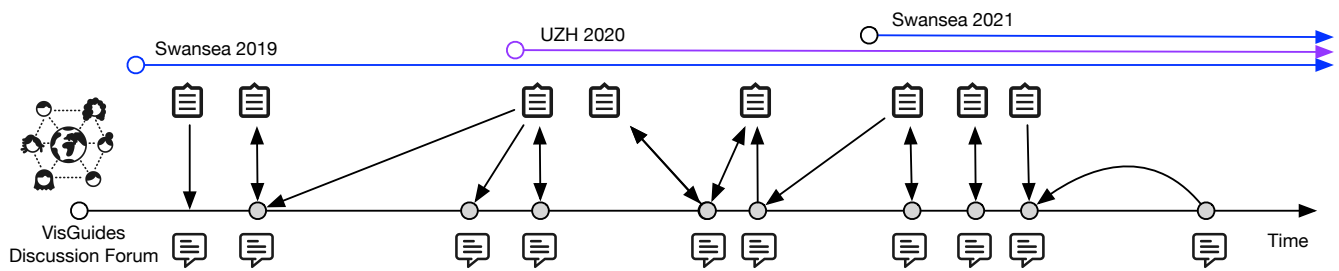 Swansea 2021
UZH 2020
Swansea 2019
VisGuides
Discussion Forum
Time